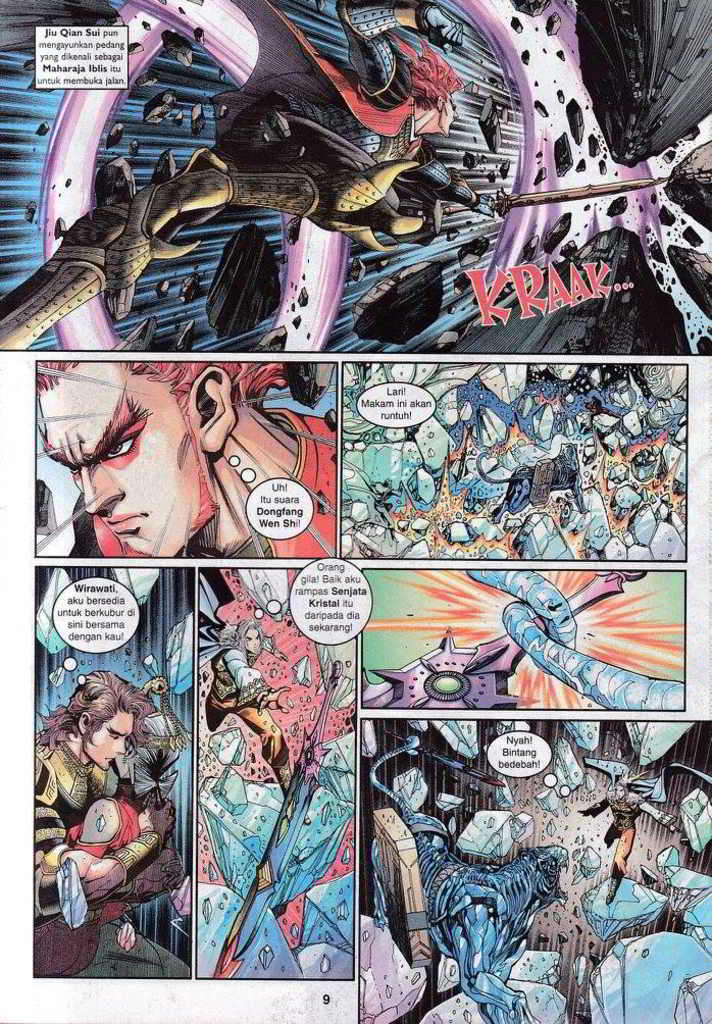 Jiu Qian Sui pun
mengayunkan pedang
yang dikenali sebagai
Maharaja Iblis itu
untuk membuka jalan.
KRAAK...
Uh!
Itu suara
Dongfang
Wen Shi!
Lari!
Makam ini akan
runtuh!
Wirawati,
aku bersedia
untuk berkubur di
sini bersama
dengan kau!
Orang
gila! Baik aku
rampas Senjata
Kristal itu
daripada dia
sekarang!
Nyah!
Bintang
bedebah!
9